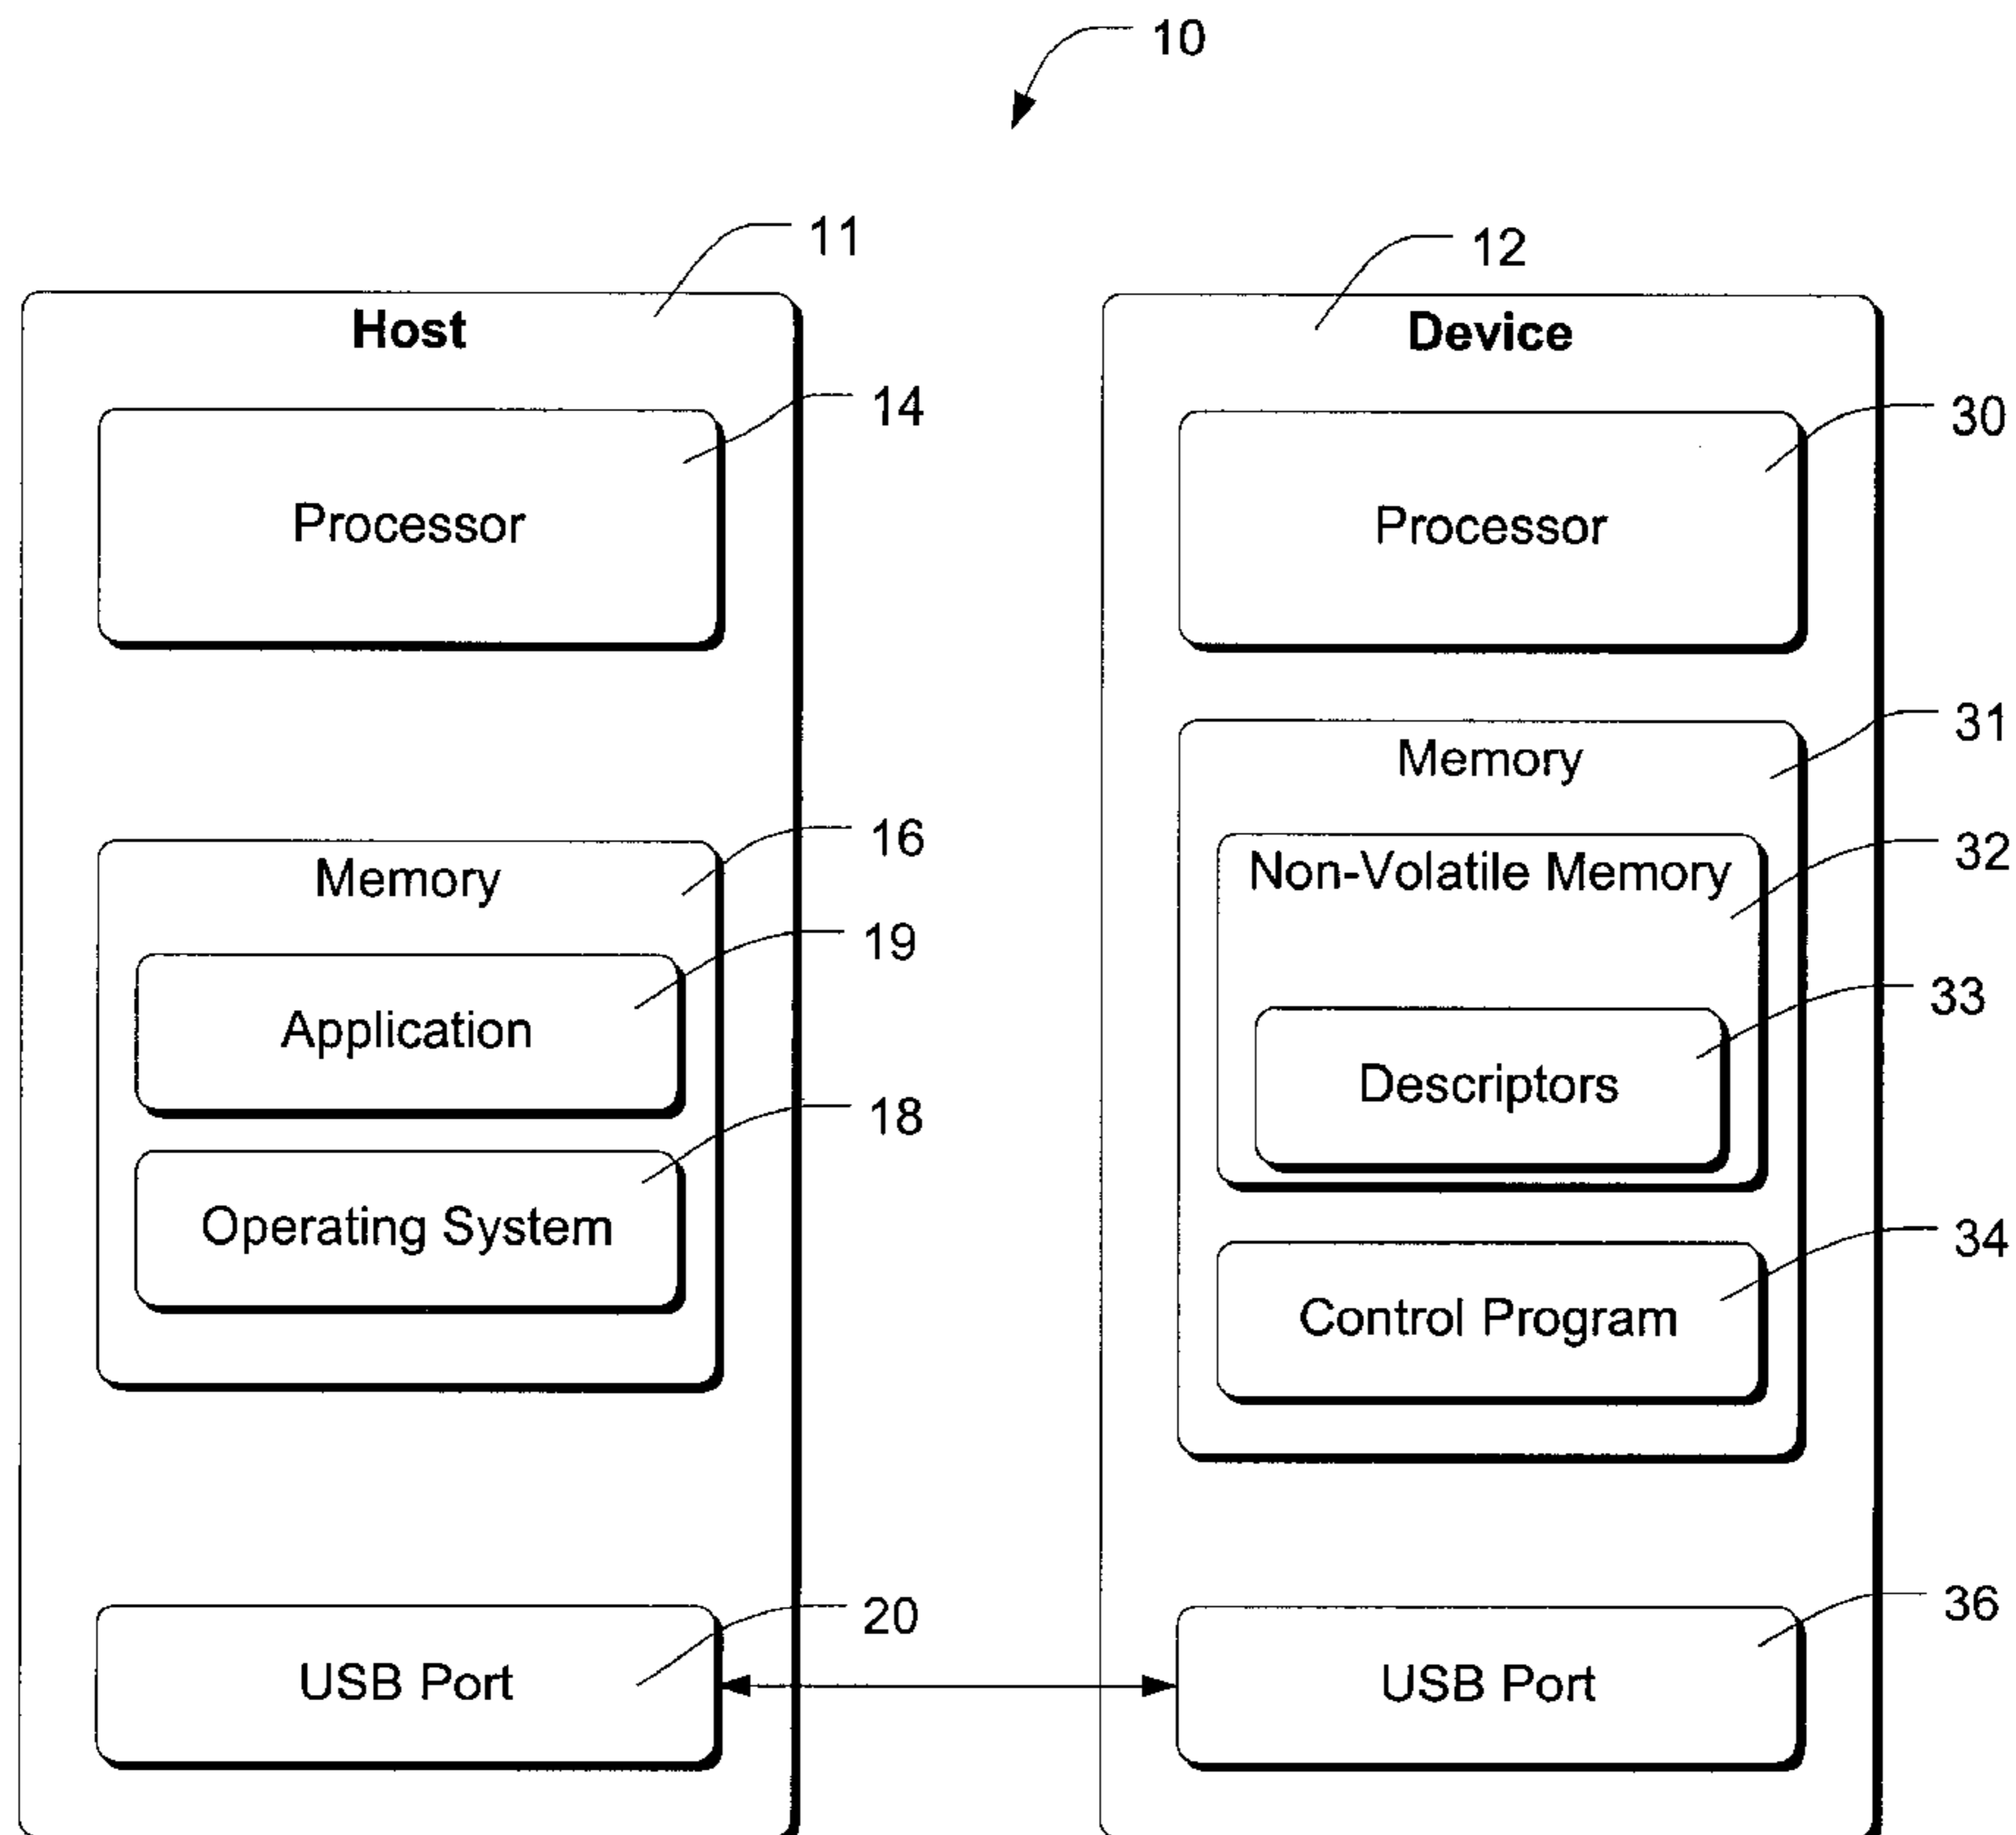 10
11
Host
14
Processor
16
Memory
19
Application
18
Operating System
20
USB Port
12
Device
30
Processor
31
Memory
32
Non-Volatile Memory
33
Descriptors
34
Control Program
36
USB Port